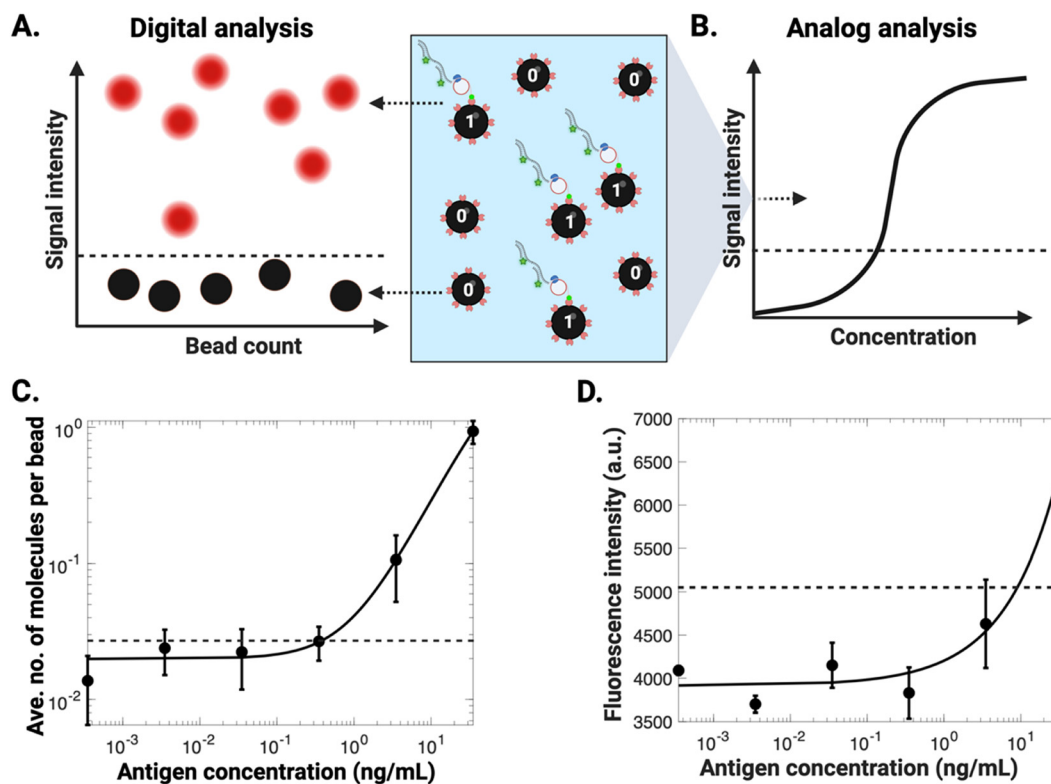 A.
Digital analysis
Signal intensity
Bead count
0
0
1
1
1
0
0
0
1
B.
Analog analysis
Signal intensity
Concentration
C.
Ave. no. of molecules per bead
10^0
10^-1
10^-2
10^-3
10^-2
10^-1
10^0
10^1
Antigen concentration (ng/mL)
D.
Fluorescence intensity (a.u.)
7000
6500
6000
5500
5000
4500
4000
3500
10^-3
10^-2
10^-1
10^0
10^1
Antigen concentration (ng/mL)